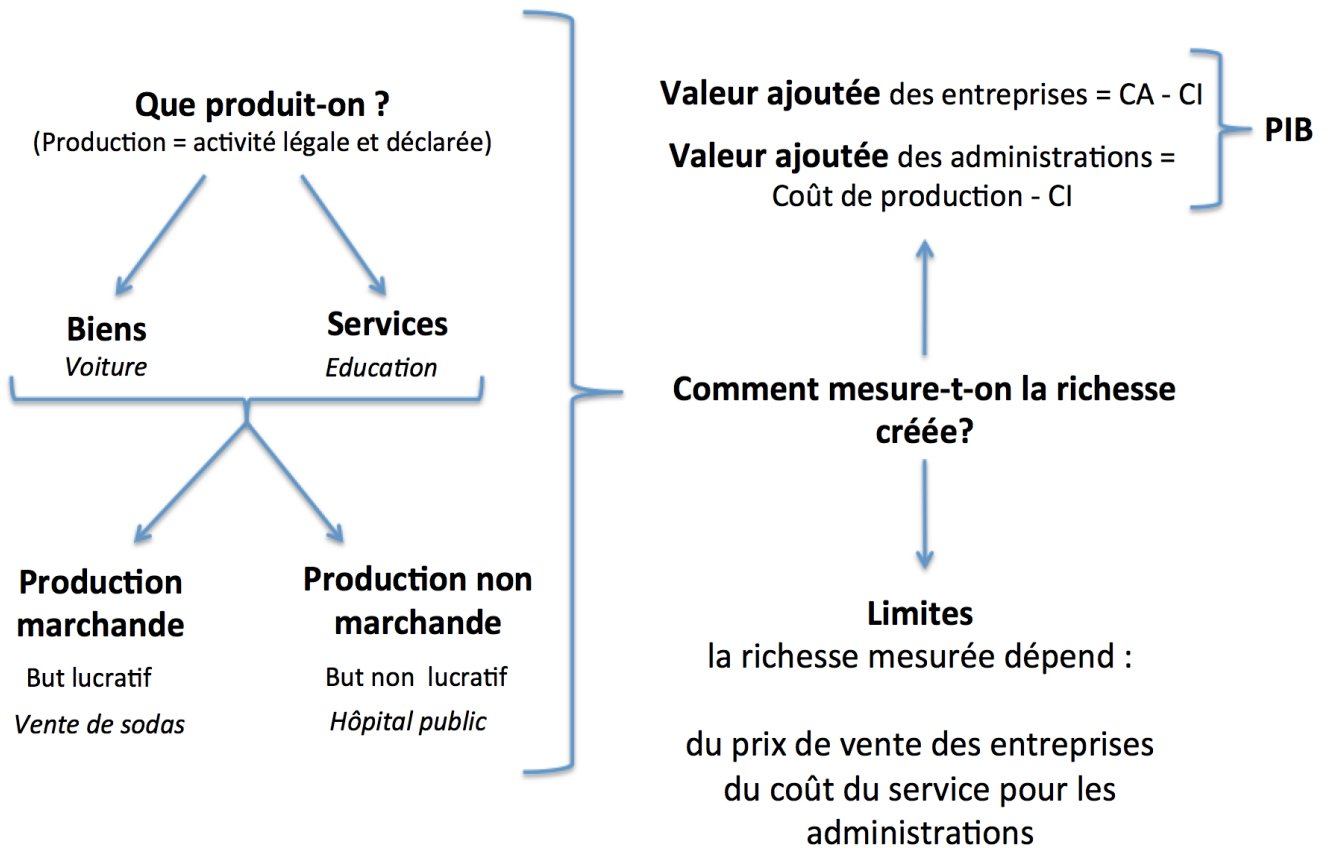 Que produit-on ?
(Production = activité légale et déclarée)
Biens
Voiture
Services
Education
Production
marchande
But lucratif
Vente de sodas
Production non
marchande
But non lucratif
Hôpital public
Valeur ajoutée des entreprises = CA - CI
Valeur ajoutée des administrations =
Coût de production - CI
PIB
Comment mesure-t-on la richesse
créée?
Limites
la richesse mesurée dépend :
du prix de vente des entreprises
du coût du service pour les
administrations